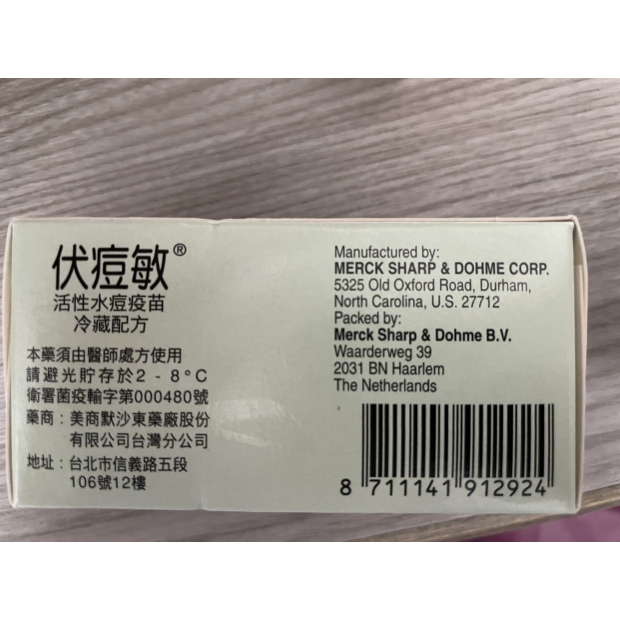 伏痘敏®
活性水痘疫苗
冷藏配方
本藥須由醫師處方使用
請避光貯存於2-8°C
衛署菌疫輸字第000480號
藥商：美商默沙東藥廠股份
有限公司台灣分公司
地址：台北市信義路五段
106號12樓
Manufactured by:
MERCK SHARP & DOHME CORP.
5325 Old Oxford Road, Durham,
North Carolina, U.S. 27712
Packed by:
Merck Sharp & Dohme B.V.
Waarderweg 39
2031 BN Haarlem
The Netherlands
8 711141 912924